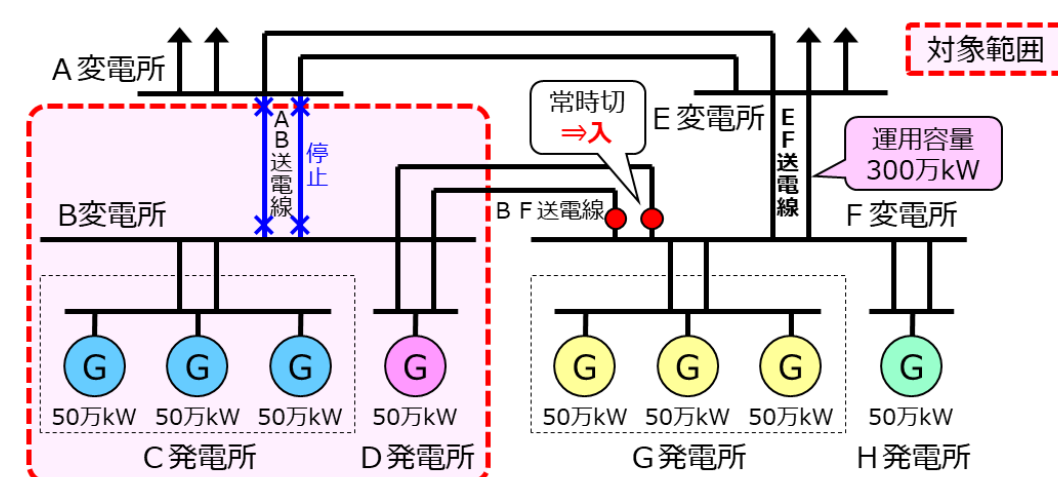 対象範囲
A変電所
AB送電線
停止
常時切
⇒入
E変電所
EF送電線
運用容量
300万kW
B変電所
BF送電線
F変電所
G
G
G
G
G
G
G
G
50万kW
50万kW
50万kW
50万kW
50万kW
50万kW
50万kW
50万kW
C発電所
D発電所
G発電所
H発電所